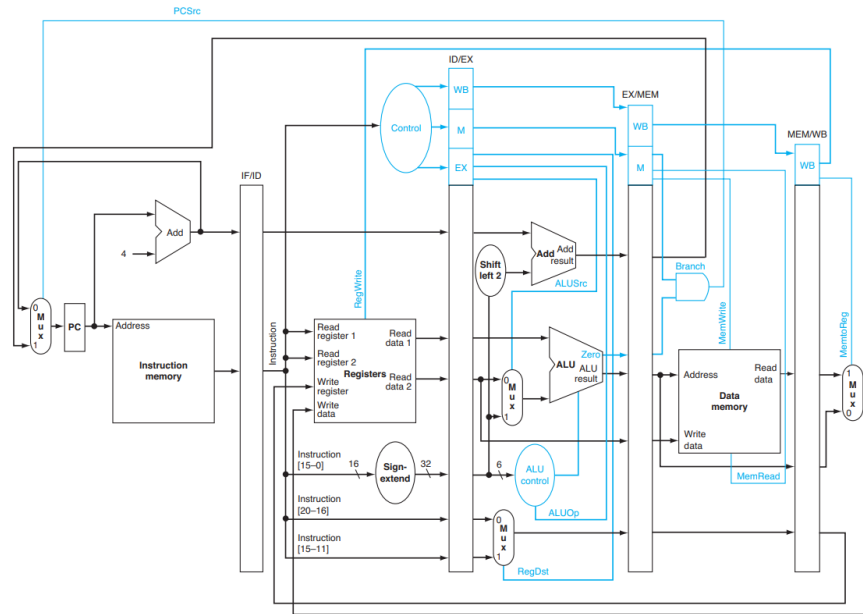 PCSrc
ID/EX
WB
EX/MEM
Control
M
WB
MEM/WB
EX
M
WB
IF/ID
Add
4
Add
Add
result
Shift
left 2
ALUSrc
Branch
RegWrite
MemWrite
MemtoReg
0
M
u
x
1
PC
Address
Instruction
memory
Instruction
Read
register 1
Read
data 1
Read
register 2
Registers
Read
data 2
Write
register
Write
data
0
M
u
x
1
Zero
ALU
ALU
result
Address
Read
data
Data
memory
Write
data
1
M
u
x
0
MemRead
Instruction
[15–0]
16
Sign-
extend
32
6
ALU
control
Instruction
[20–16]
ALUOp
Instruction
[15–11]
0
M
u
x
1
RegDst